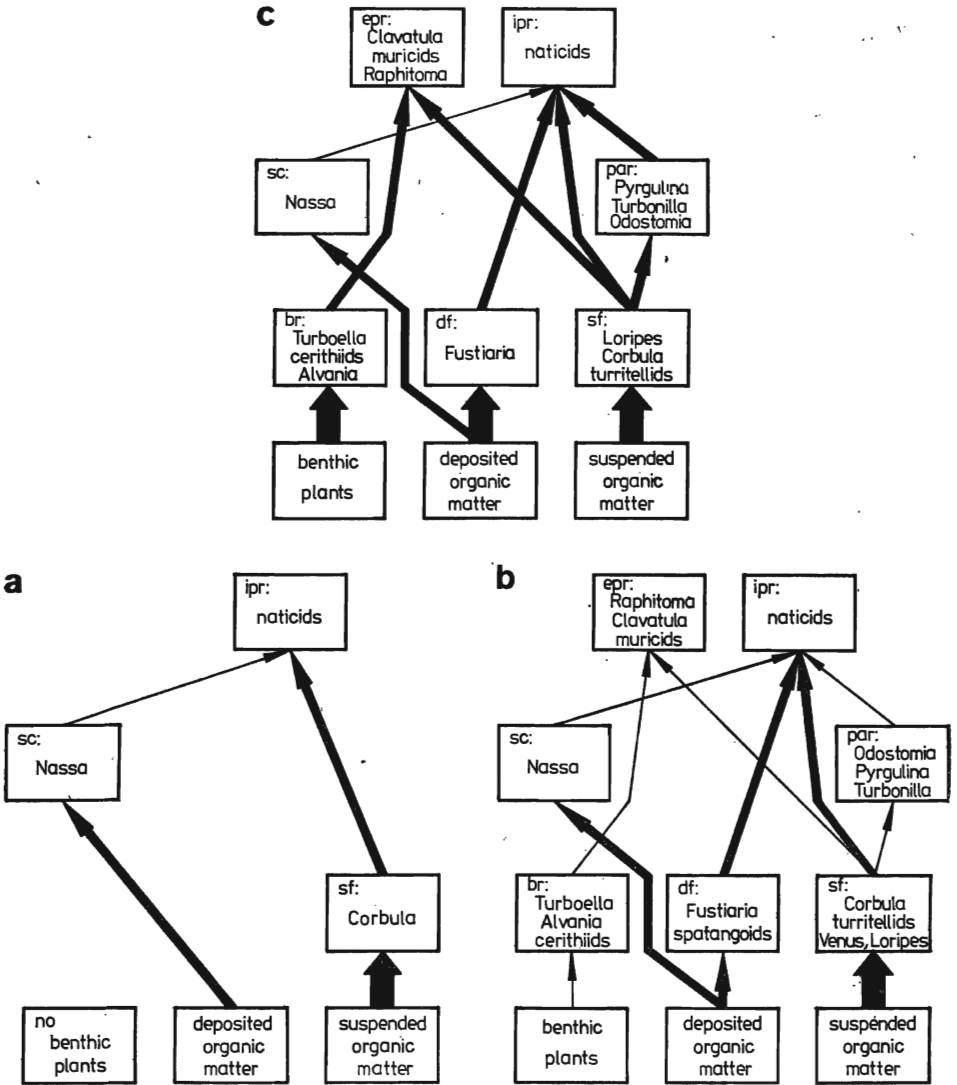 c
epr:
Clavatula
muricids
Raphitoma
ipr:
naticids
sc:
Nassa
par:
Pyrgulina
Turbonilla
Odostomia
br:
Turboella
cerithiids
Alvania
df:
Fustiaria
sf:
Loripes
Corbula
turritellids
benthic
plants
deposited
organic
matter
suspended
organic
matter
a
ipr:
naticids
sc:
Nassa
sf:
Corbula
no
benthic
plants
deposited
organic
matter
suspended
organic
matter
b
epr:
Raphitoma
Clavatula
muricids
ipr:
naticids
sc:
Nassa
par:
Odostomia
Pyrgulina
Turbonilla
br:
Turboella
Alvania
cerithiids
df:
Fustiaria
spatangoids
sf:
Corbula
turritellids
Venus, Loripes
benthic
plants
deposited
organic
matter
suspended
organic
matter